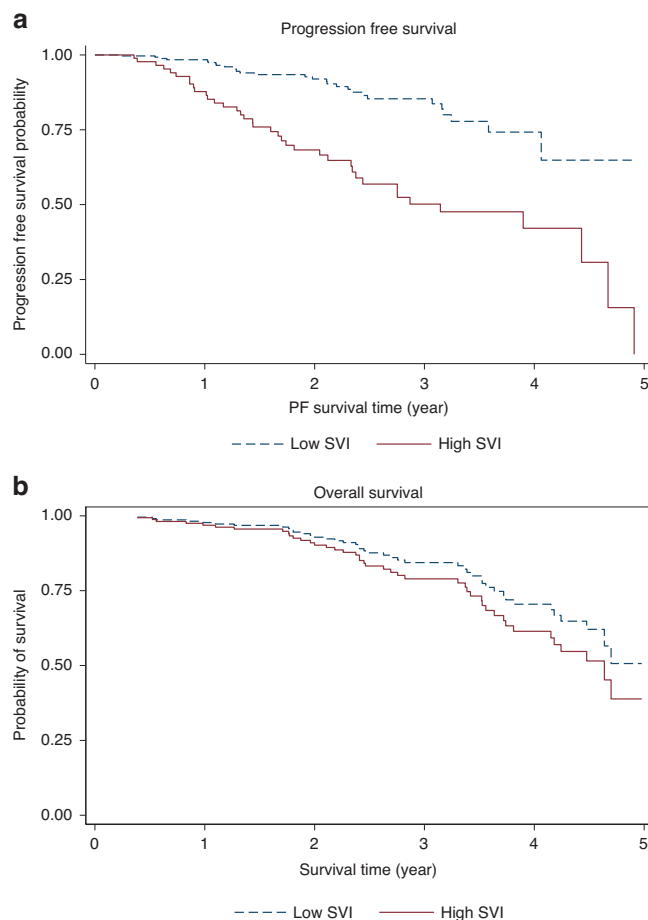 a
Progression free survival
Progression free survival probability
1.00
0.75
0.50
0.25
0.00
0 1 2 3 4 5
PF survival time (year)
Low SVI High SVI
b
Overall survival
Probability of survival
1.00
0.75
0.50
0.25
0.00
0 1 2 3 4 5
Survival time (year)
Low SVI High SVI